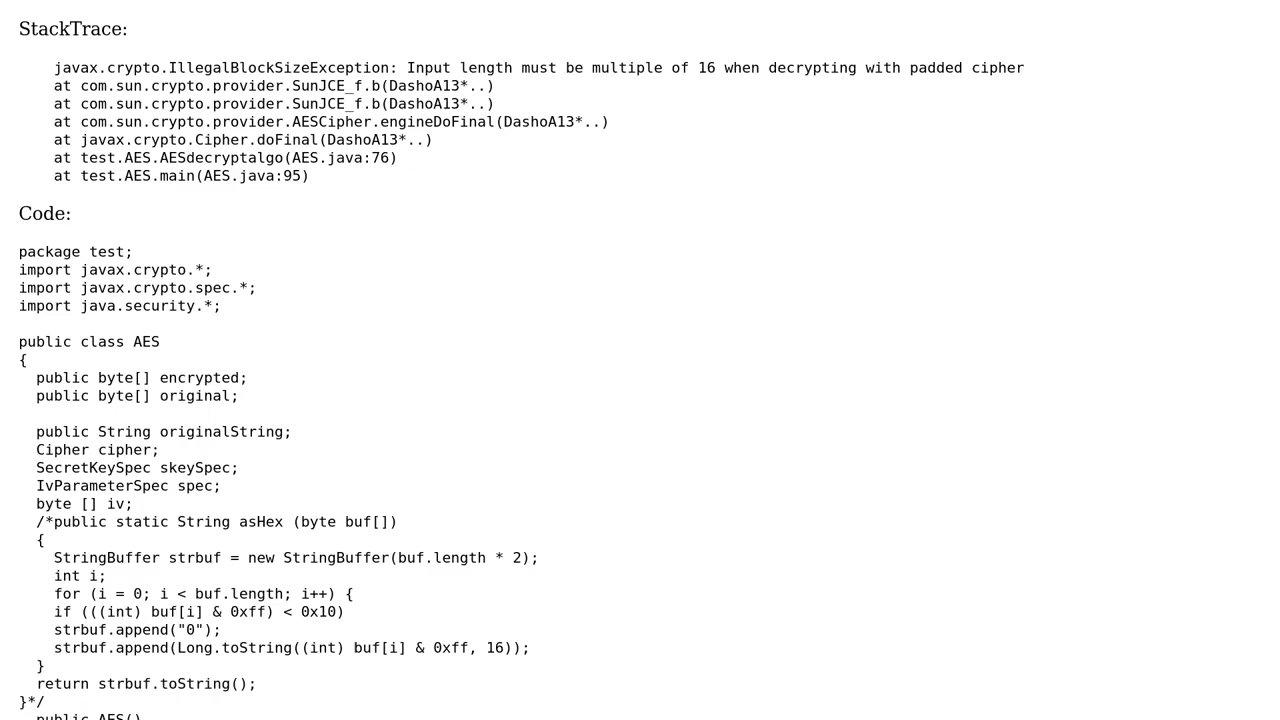 StackTrace:
javax.crypto.IllegalBlockSizeException: Input length must be multiple of 16 when decrypting with padded cipher
at com.sun.crypto.provider.SunJCE_f.b(DashoA13*..)
at com.sun.crypto.provider.SunJCE_f.b(DashoA13*..)
at com.sun.crypto.provider.AESCipher.engineDoFinal(DashoA13*..)
at javax.crypto.Cipher.doFinal(DashoA13*..)
at test.AES.AESdecryptalgo(AES.java:76)
at test.AES.main(AES.java:95)
Code:
package test;
import javax.crypto.*;
import javax.crypto.spec.*;
import java.security.*;
public class AES
{
public byte[] encrypted;
public byte[] original;
public String originalString;
Cipher cipher;
SecretKeySpec skeySpec;
IvParameterSpec spec;
byte [] iv;
/*public static String asHex (byte buf[])
{
StringBuffer strbuf = new StringBuffer(buf.length * 2);
int i;
for (i = 0; i < buf.length; i++) {
if (((int) buf[i] & 0xff) < 0x10)
strbuf.append("0");
strbuf.append(Long.toString((int) buf[i] & 0xff, 16));
}
return strbuf.toString();
}*/
public AES()